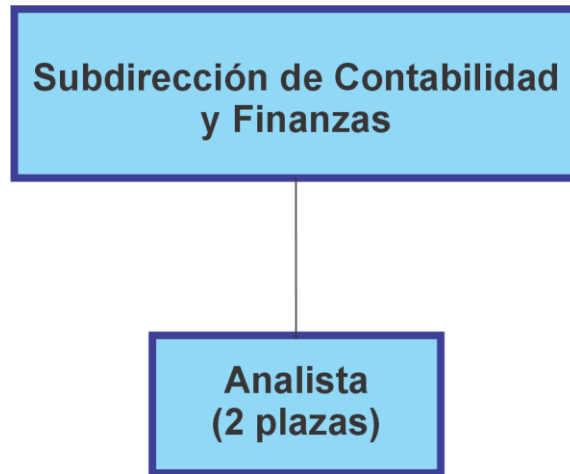 Subdirección de Contabilidad
y Finanzas
Analista
(2 plazas)